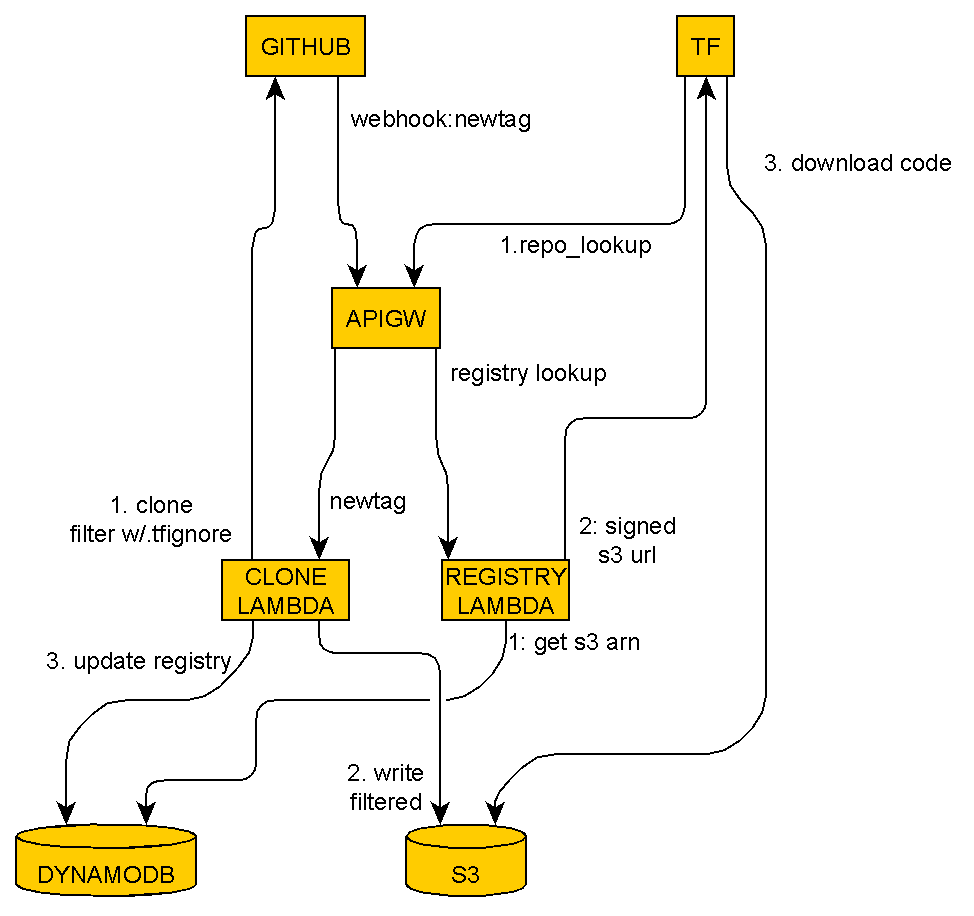 GITHUB
TF
webhook:newtag
3. download code
1.repo_lookup
APIGW
registry lookup
1. clone
filter w/.tfignore
newtag
2: signed
s3 url
CLONE
LAMBDA
REGISTRY
LAMBDA
1: get s3 arn
3. update registry
2. write
filtered
DYNAMODB
S3